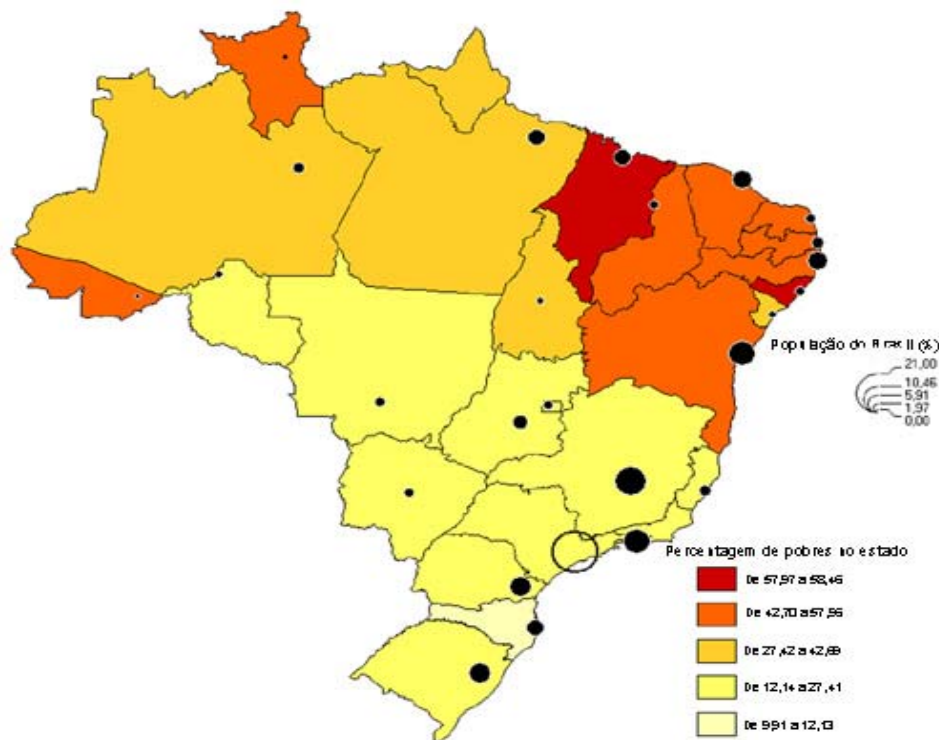 População do Brasil (%)
21,00
10,46
5,91
1,97
0,00
Percentagem de pobres no estado
De 57,97 a 58,46
De 42,70 a 57,96
De 27,42 a 42,69
De 12,14 a 27,41
De 9,91 a 12,13